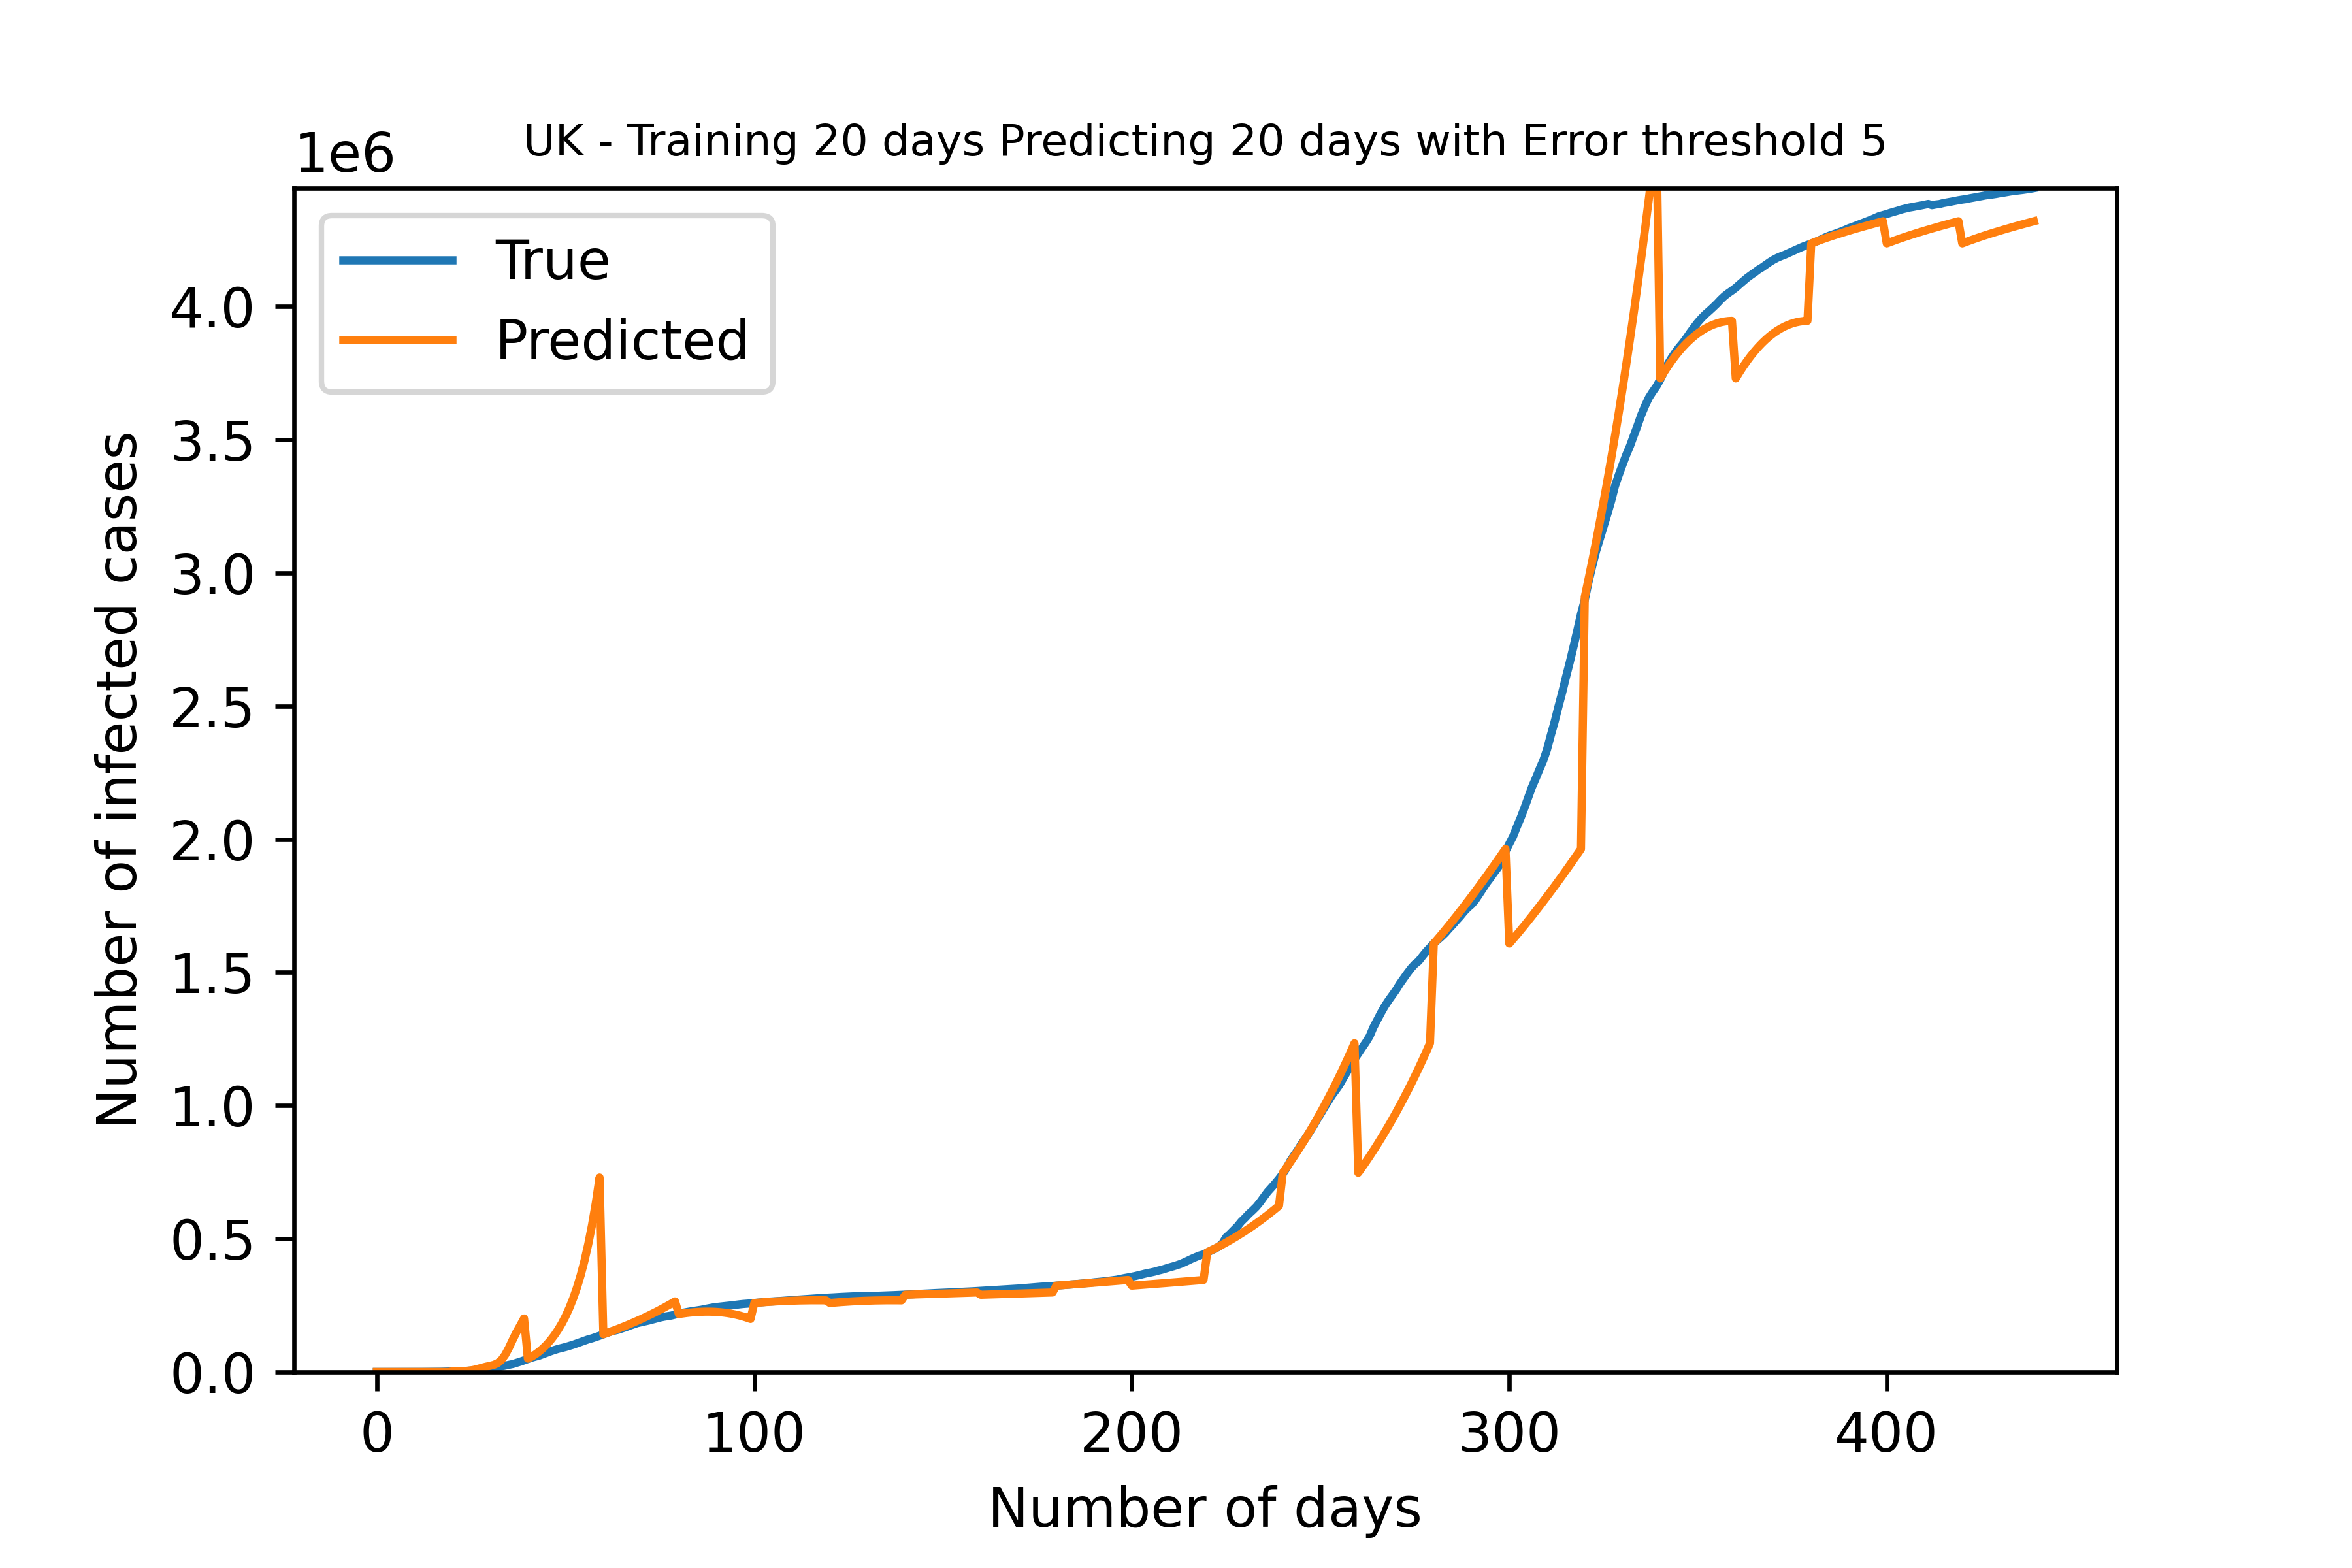 UK - Training 20 days Predicting 20 days with Error threshold 5
1e6
True
Predicted
4.0
3.5
3.0
2.5
2.0
1.5
1.0
0.5
0.0
Number of infected cases
0 100 200 300 400
Number of days